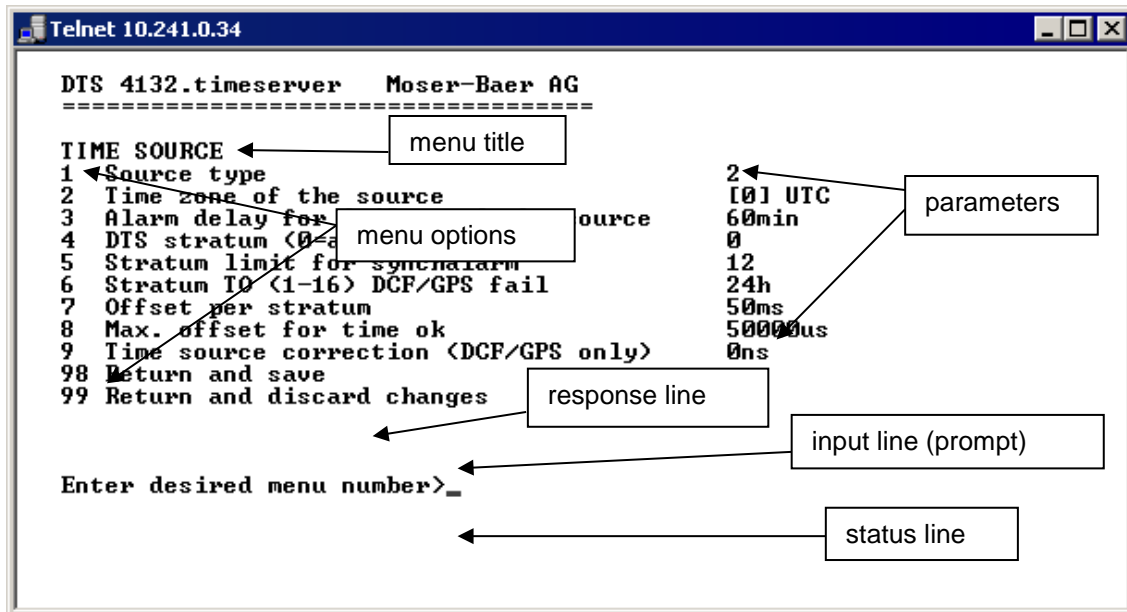 Telnet 10.241.0.34
DTS 4132.timeserver Moser-Baer AG
===================================
TIME SOURCE
menu title
1 Source type 2
2 Time zone of the source [0] UTC
parameters
3 Alarm delay for ource 60min
menu options
4 DTS stratum (0=a 0
5 Stratum limit for synchalarm 12
6 Stratum TO (1-16) DCF/GPS fail 24h
7 Offset per stratum 50ms
8 Max. offset for time ok 50000us
9 Time source correction (DCF/GPS only) 0ns
98 Return and save
99 Return and discard changes
response line
input line (prompt)
Enter desired menu number>_
status line